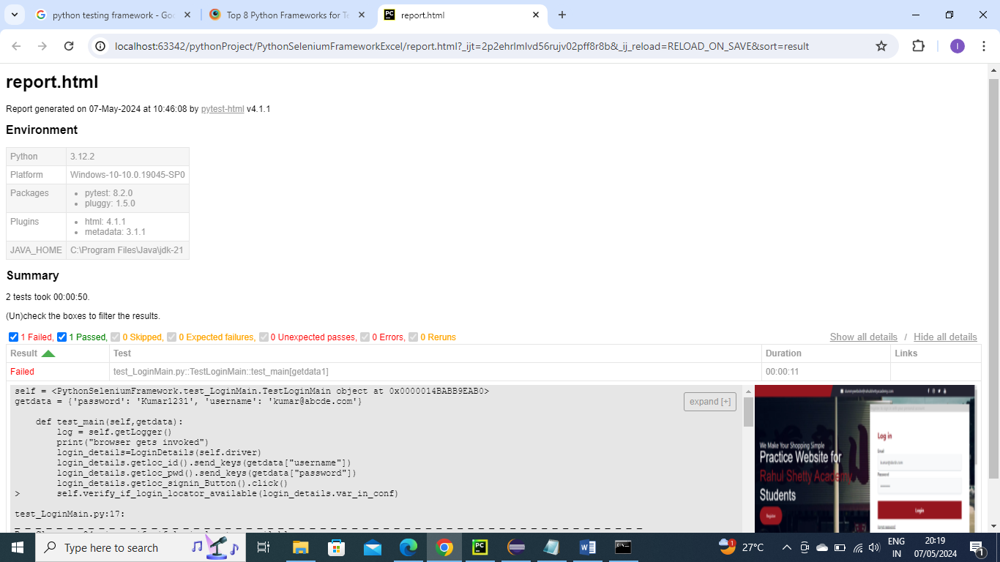 python testing framework - Goo
Top 8 Python Frameworks for Te
report.html
localhost:63342/pythonProject/PythonSeleniumFrameworkExcel/report.html?_ijt=2p2ehrlmlvd56rujv02pff8r8b&_ij_reload=RELOAD_ON_SAVE&sort=result
I
report.html
Report generated on 07-May-2024 at 10:46:08 by pytest-html v4.1.1
Environment
Python 3.12.2
Platform Windows-10-10.0.19045-SP0
Packages • pytest: 8.2.0
• pluggy: 1.5.0
Plugins • html: 4.1.1
• metadata: 3.1.1
JAVA_HOME C:\Program Files\Java\jdk-21
Summary
2 tests took 00:00:50.
(Un)check the boxes to filter the results.
1 Failed, 1 Passed, 0 Skipped, 0 Expected failures, 0 Unexpected passes, 0 Errors, 0 Reruns Show all details / Hide all details
Result Test Duration Links
Failed test_LoginMain.py::TestLoginMain::test_main[getdata1] 00:00:11
self = <PythonSeleniumFramework.test_LoginMain.TestLoginMain object at 0x0000014BABB9EAB0>
getdata = {'password': 'Kumar1231', 'username': 'kumar@abcde.com'}
expand [+]
def test_main(self,getdata):
log = self.getLogger()
print("browser gets invoked")
login_details=LoginDetails(self.driver)
login_details.getloc_id().send_keys(getdata["username"])
login_details.getloc_pwd().send_keys(getdata["password"])
login_details.getloc_signin_Button().click()
> self.verify_if_login_locator_available(login_details.var_in_conf)
test_LoginMain.py:17:
_ _ _ _ _ _ _ _ _ _ _ _ _ _ _ _ _ _ _ _ _ _ _ _ _ _ _ _ _ _ _ _ _ _ _ _ _ _ _ _ _ _ _ _ _ _ _ _ _ _ _ _ _ _ _ _ _ _ _ _
We Make Your Shopping Simple
Practice Website for
Rahul Shetty Academy
Students
Register
Log in
Email
Password
Login
Type here to search
27°C
ENG
IN
20:19
07/05/2024
1
1